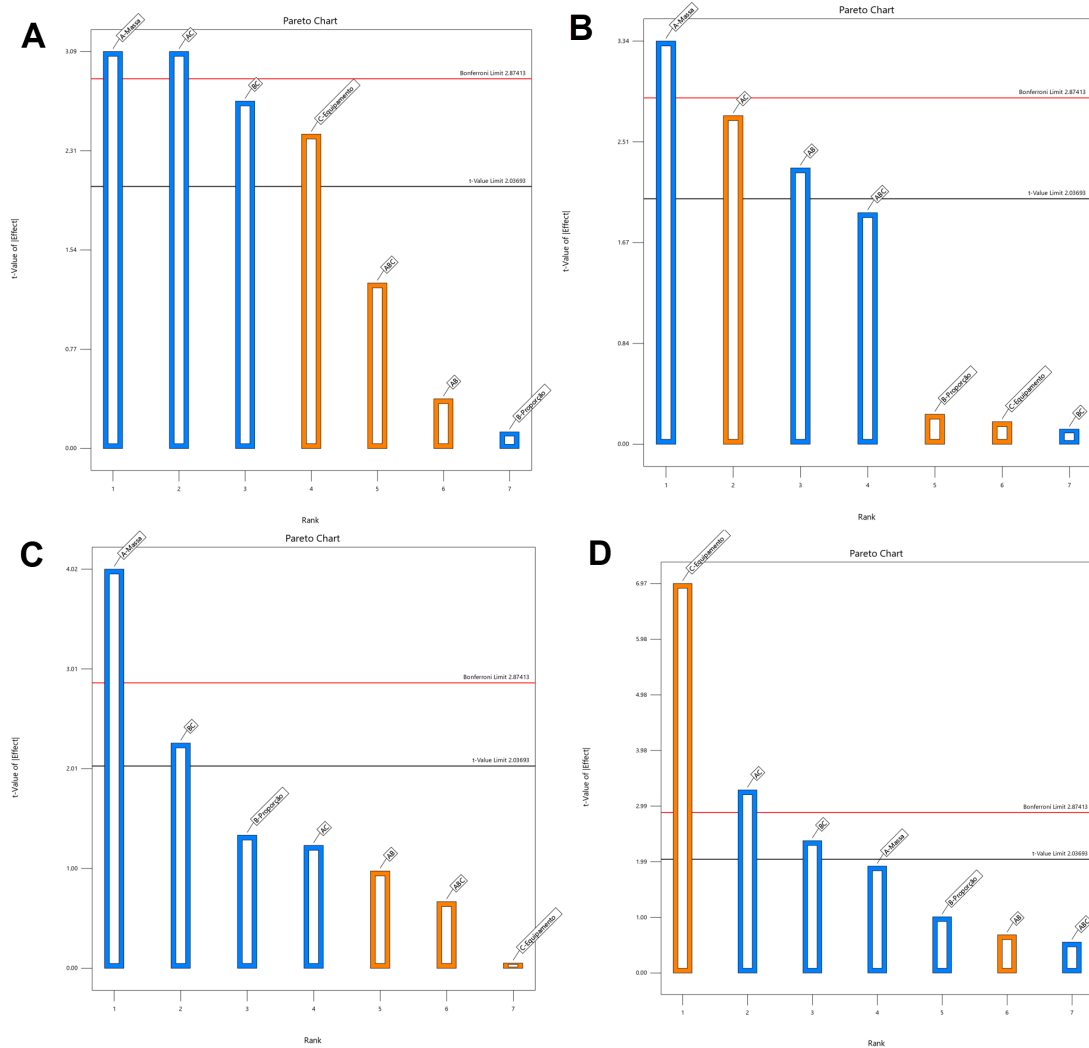 A
Pareto Chart
A-Massa
AC
BC
C-Equipamento
ABC
AB
B-Proporção
Bonferroni Limit 2.87413
t-Value Limit 2.03693
3.09
2.31
1.54
0.77
0.00
t-Value of |Effect|
1 2 3 4 5 6 7
Rank
B
Pareto Chart
A-Massa
AC
AB
ABC
B-Proporção
C-Equipamento
BC
Bonferroni Limit 2.87413
t-Value Limit 2.03693
3.34
2.51
1.67
0.84
0.00
t-Value of |Effect|
1 2 3 4 5 6 7
Rank
C
Pareto Chart
A-Massa
BC
B-Proporção
AC
AB
ABC
C-Equipamento
Bonferroni Limit 2.87413
t-Value Limit 2.03693
4.02
3.01
2.01
1.00
0.00
t-Value of |Effect|
1 2 3 4 5 6 7
Rank
D
Pareto Chart
C-Equipamento
AC
BC
A-Massa
B-Proporção
AB
ABC
Bonferroni Limit 2.87413
t-Value Limit 2.03693
6.97
5.98
4.98
3.98
2.99
1.99
1.00
0.00
t-Value of |Effect|
1 2 3 4 5 6 7
Rank